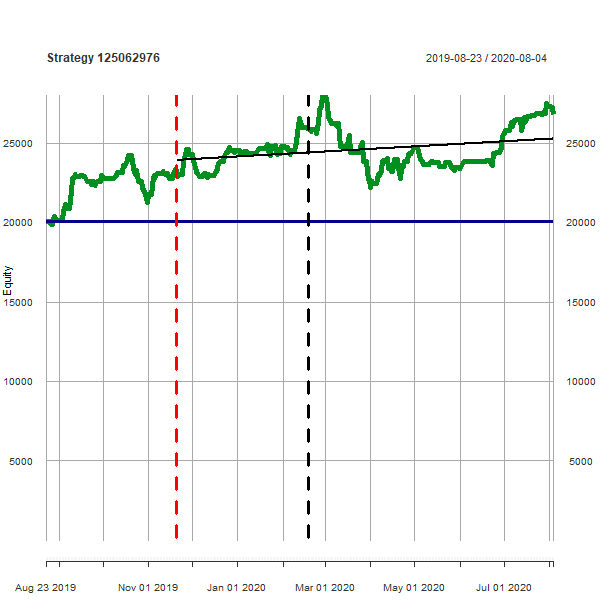 Strategy 125062976
2019-08-23 / 2020-08-04
25000
25000
20000
20000
Equity
15000
15000
10000
10000
5000
5000
Aug 23 2019
Nov 01 2019
Jan 01 2020
Mar 01 2020
May 01 2020
Jul 01 2020